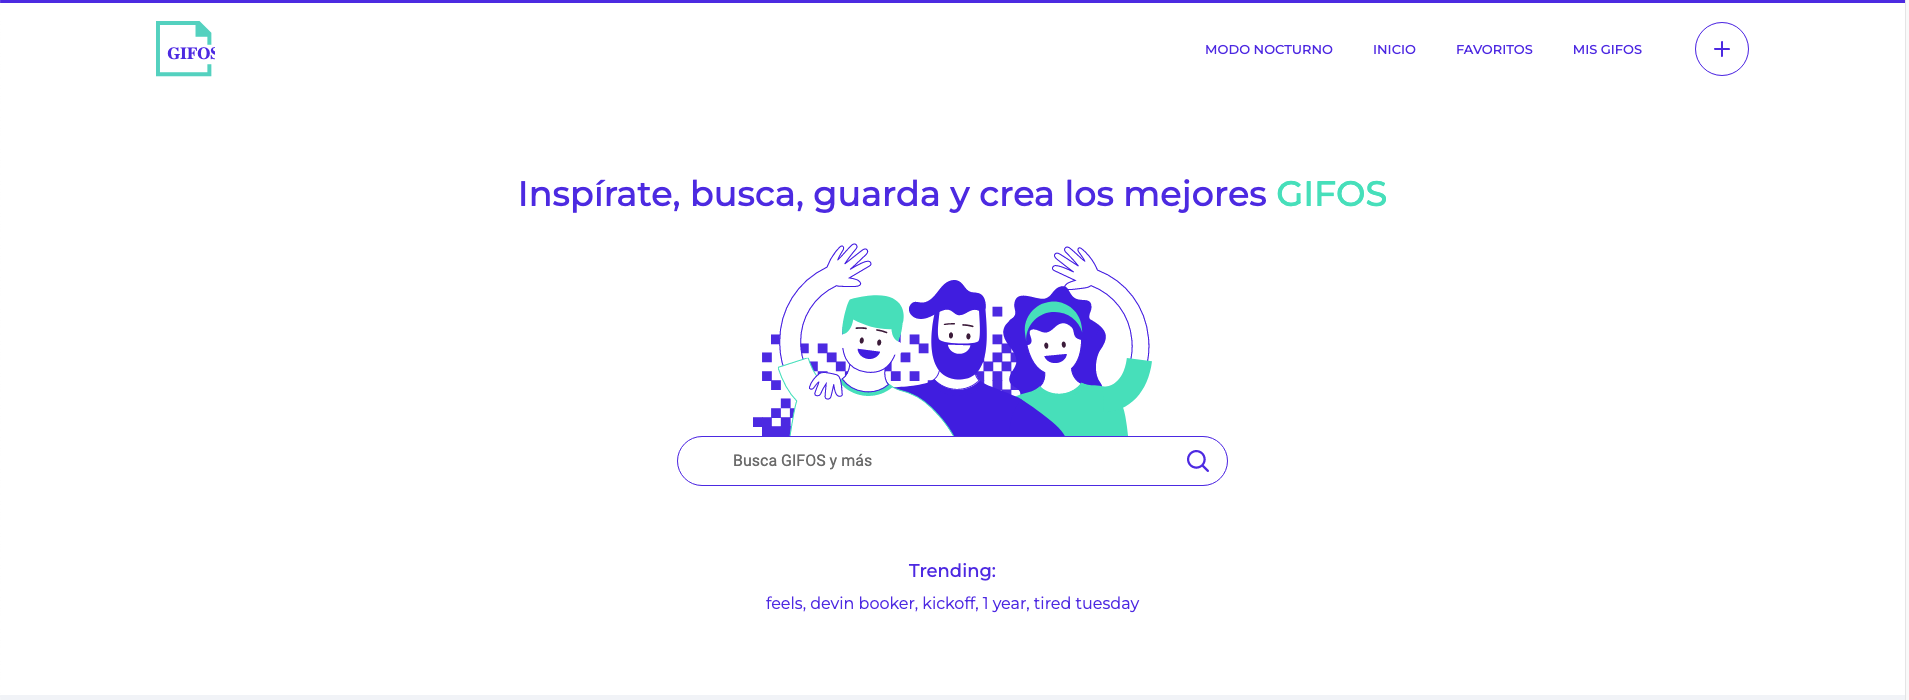 GIFOS
MODO NOCTURNO
INICIO
FAVORITOS
MIS GIFOS
Inspírate, busca, guarda y crea los mejores GIFOS
Busca GIFOS y más
Trending:
feels, devin booker, kickoff, 1 year, tired tuesday